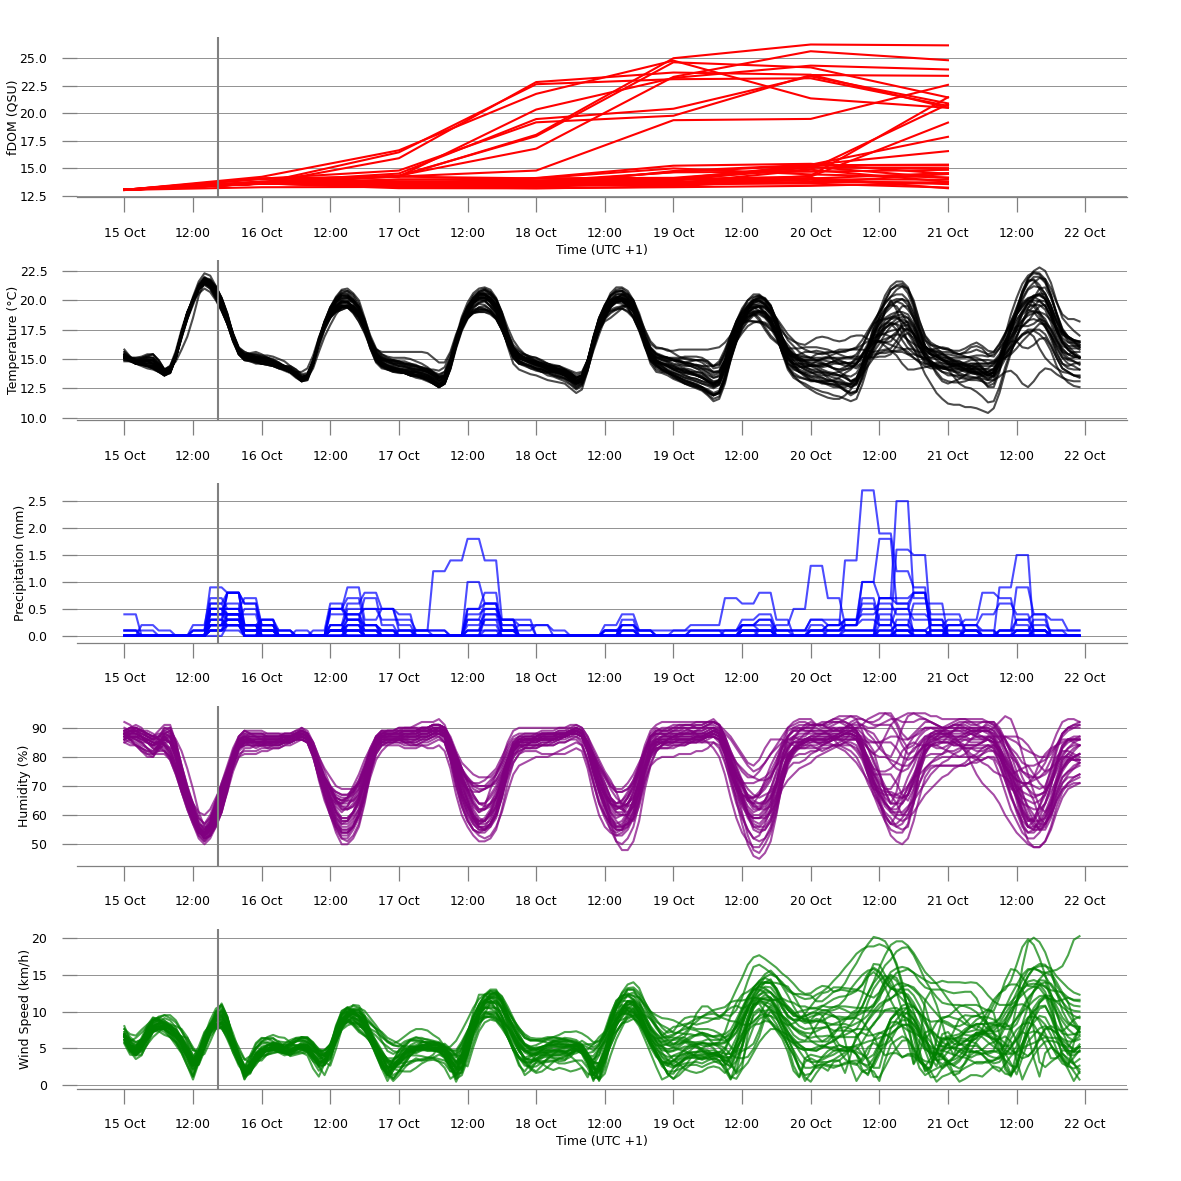 25.0
22.5
20.0
17.5
15.0
12.5
fDOM (QSU)
15 Oct 12:00 16 Oct 12:00 17 Oct 12:00 18 Oct 12:00 19 Oct 12:00 20 Oct 12:00 21 Oct 12:00 22 Oct
Time (UTC +1)
22.5
20.0
17.5
15.0
12.5
10.0
Temperature (°C)
15 Oct 12:00 16 Oct 12:00 17 Oct 12:00 18 Oct 12:00 19 Oct 12:00 20 Oct 12:00 21 Oct 12:00 22 Oct
2.5
2.0
1.5
1.0
0.5
0.0
Precipitation (mm)
15 Oct 12:00 16 Oct 12:00 17 Oct 12:00 18 Oct 12:00 19 Oct 12:00 20 Oct 12:00 21 Oct 12:00 22 Oct
90
80
70
60
50
Humidity (%)
15 Oct 12:00 16 Oct 12:00 17 Oct 12:00 18 Oct 12:00 19 Oct 12:00 20 Oct 12:00 21 Oct 12:00 22 Oct
20
15
10
5
0
Wind Speed (km/h)
15 Oct 12:00 16 Oct 12:00 17 Oct 12:00 18 Oct 12:00 19 Oct 12:00 20 Oct 12:00 21 Oct 12:00 22 Oct
Time (UTC +1)